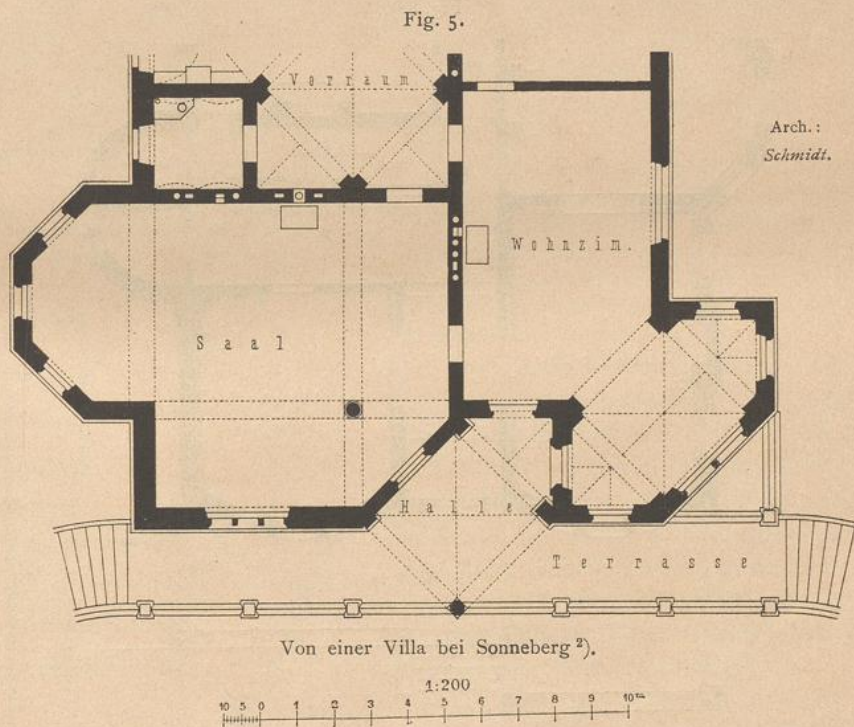 Fig. 5.
Vorraum
Arch.:
Schmidt.
Wohnzim.
Saal
Halle
Terrasse
Von einer Villa bei Sonneberg ²).
1:200
10 5 0 1 2 3 4 5 6 7 8 9 10 m